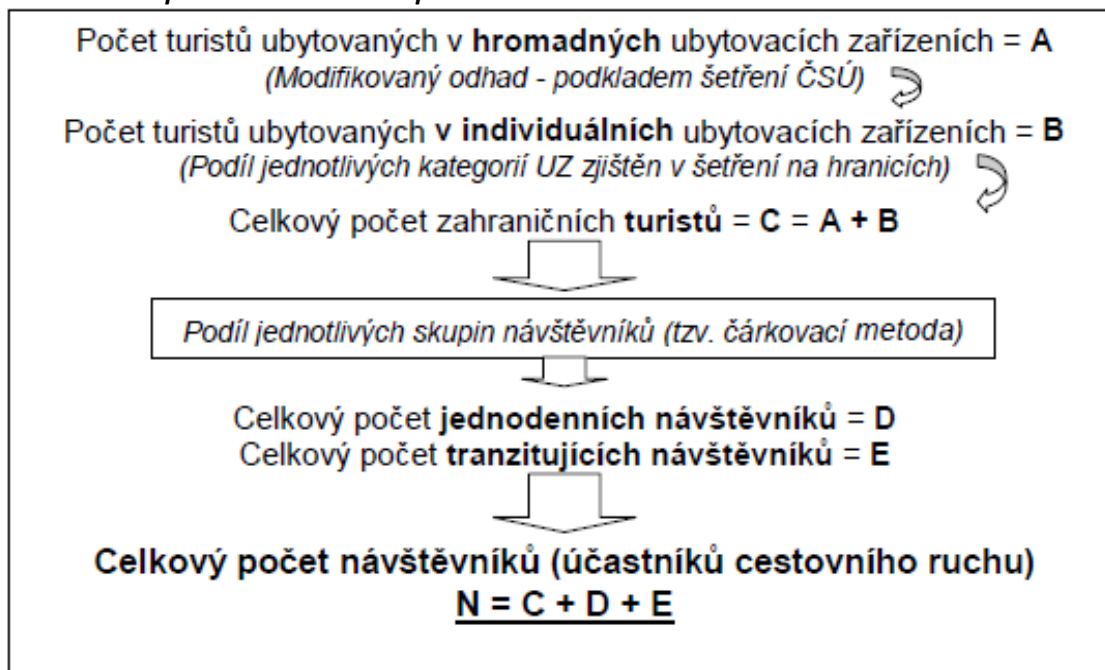 Počet turistů ubytovaných v hromadných ubytovacích zařízeních = A
(Modifikovaný odhad - podkladem šetření ČSÚ)
Počet turistů ubytovaných v individuálních ubytovacích zařízeních = B
(Podíl jednotlivých kategorií UZ zjištěn v šetření na hranicích)
Celkový počet zahraničních turistů = C = A + B
Podíl jednotlivých skupin návštěvníků (tzv. čárkovací metoda)
Celkový počet jednodenních návštěvníků = D
Celkový počet tranzitujících návštěvníků = E
Celkový počet návštěvníků (účastníků cestovního ruchu)
N = C + D + E